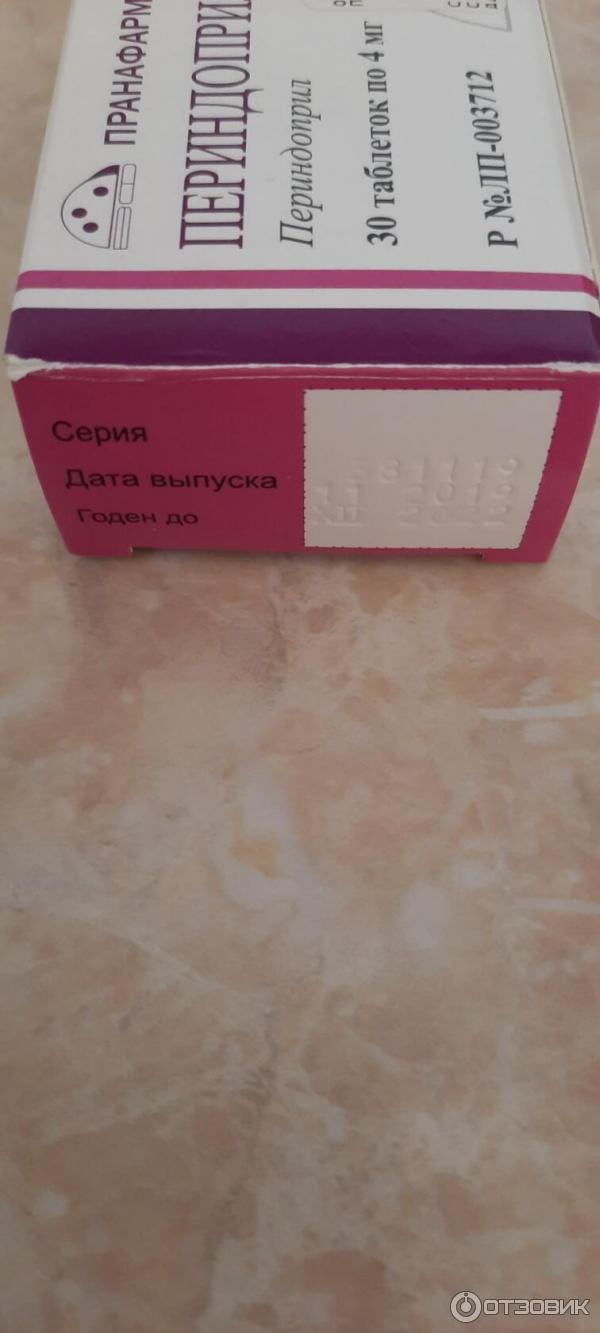 ПРАНАФАРМ
ПЕРИНДОПРИ
Периндоприл
30 таблеток по 4 мг
Р №ЛП-003712
Серия
Дата выпуска
Годен до
ОТЗОВИК